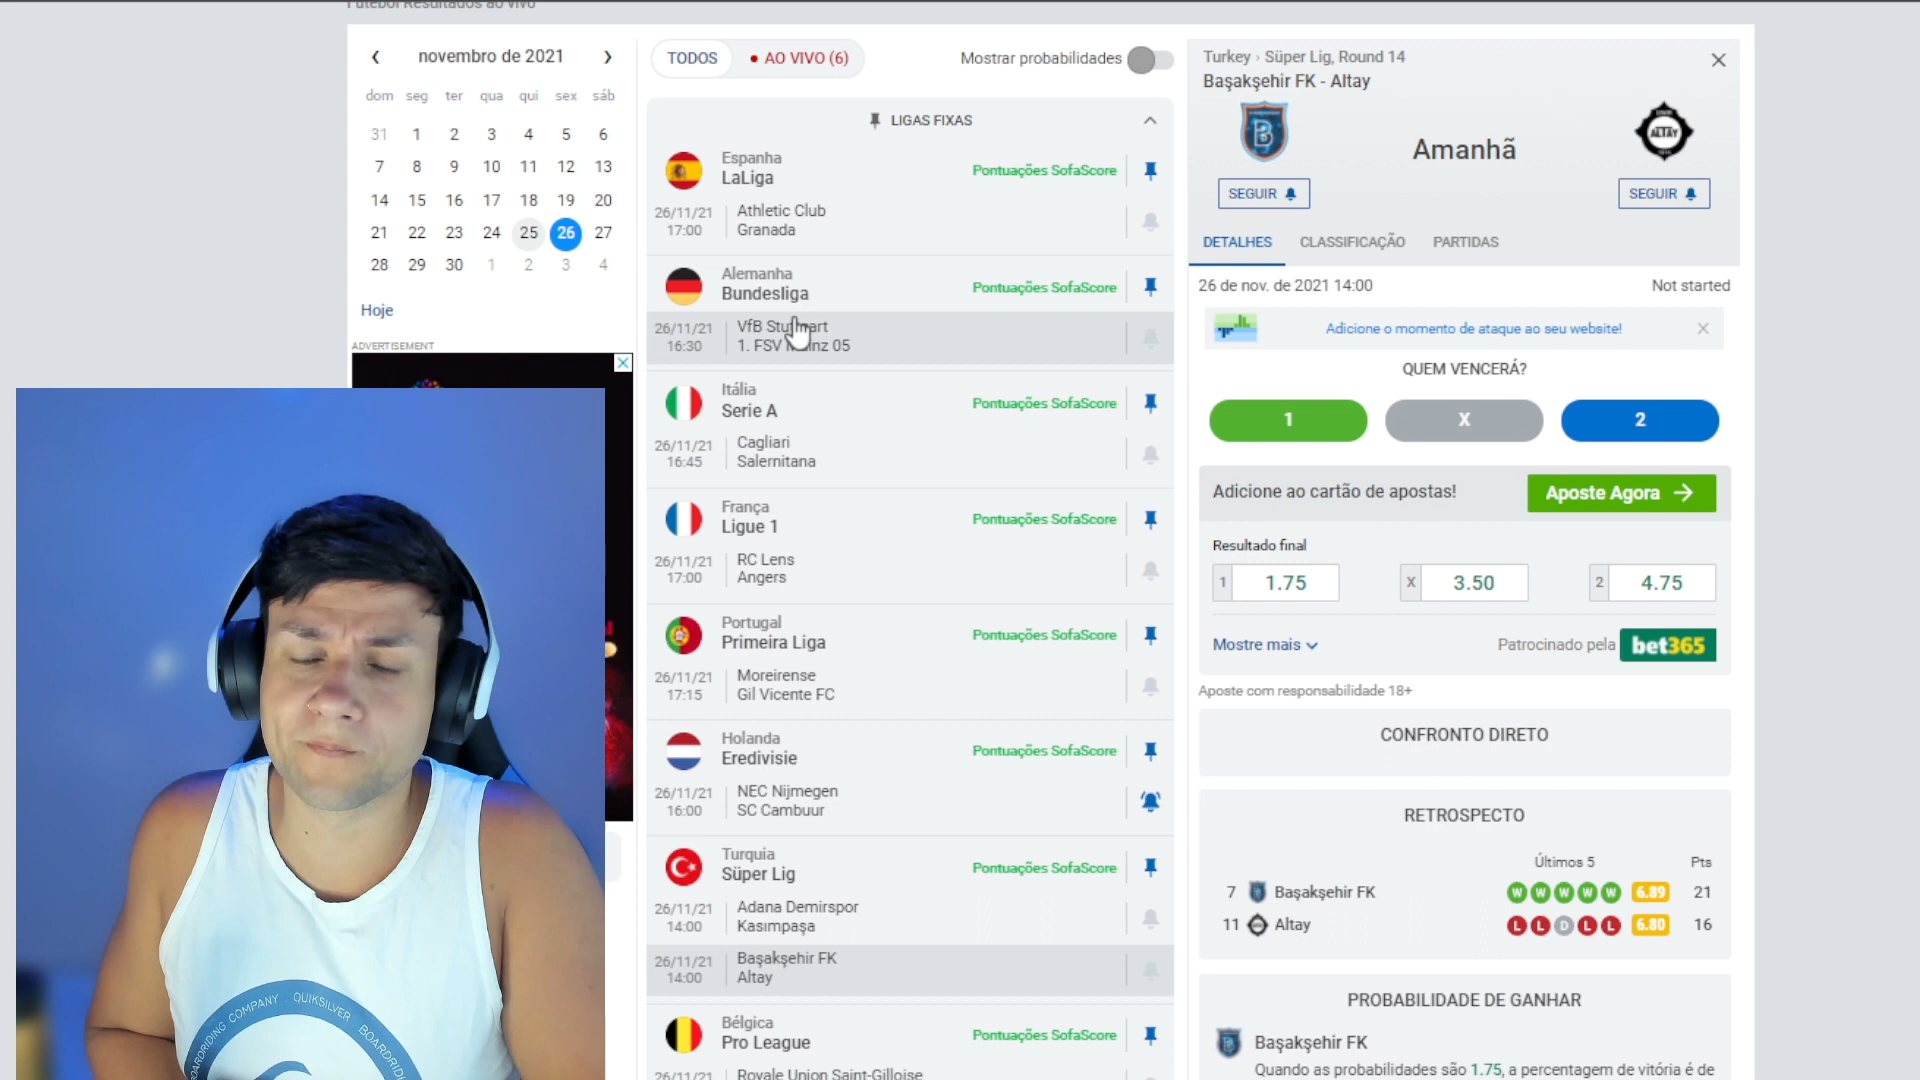 Futebol Resultados ao vivo
novembro de 2021
dom seg ter qua qui sex sáb
31 1 2 3 4 5 6
7 8 9 10 11 12 13
14 15 16 17 18 19 20
21 22 23 24 25 26 27
28 29 30 1 2 3 4
Hoje
ADVERTISEMENT
TODOS
AO VIVO (6)
Mostrar probabilidades
LIGAS FIXAS
Espanha
LaLiga
Pontuações SofaScore
26/11/21
17:00
Athletic Club
Granada
Alemanha
Bundesliga
Pontuações SofaScore
26/11/21
16:30
VfB Stuttgart
1. FSV Mainz 05
Itália
Serie A
Pontuações SofaScore
26/11/21
16:45
Cagliari
Salernitana
França
Ligue 1
Pontuações SofaScore
26/11/21
17:00
RC Lens
Angers
Portugal
Primeira Liga
Pontuações SofaScore
26/11/21
17:15
Moreirense
Gil Vicente FC
Holanda
Eredivisie
Pontuações SofaScore
26/11/21
16:00
NEC Nijmegen
SC Cambuur
Turquia
Süper Lig
Pontuações SofaScore
26/11/21
14:00
Adana Demirspor
Kasımpaşa
26/11/21
14:00
Başakşehir FK
Altay
Bélgica
Pro League
Pontuações SofaScore
26/11/21
Royale Union Saint-Gilloise
Turkey › Süper Lig, Round 14
Başakşehir FK - Altay
B
ALTAY
Amanhã
SEGUIR
SEGUIR
DETALHES CLASSIFICAÇÃO PARTIDAS
26 de nov. de 2021 14:00
Not started
Adicione o momento de ataque ao seu website!
QUEM VENCERÁ?
1 X 2
Adicione ao cartão de apostas!
Aposte Agora →
Resultado final
1 1.75 X 3.50 2 4.75
Mostre mais
Patrocinado pela bet365
Aposte com responsabilidade 18+
CONFRONTO DIRETO
RETROSPECTO
Últimos 5 Pts
7 Başakşehir FK W W W W W 6.89 21
11 Altay L L D L L 6.80 16
PROBABILIDADE DE GANHAR
Başakşehir FK
Quando as probabilidades são 1.75, a percentagem de vitória é de
BOARDRIDING COMPANY . QUIKSILVER . BOARDRIDING